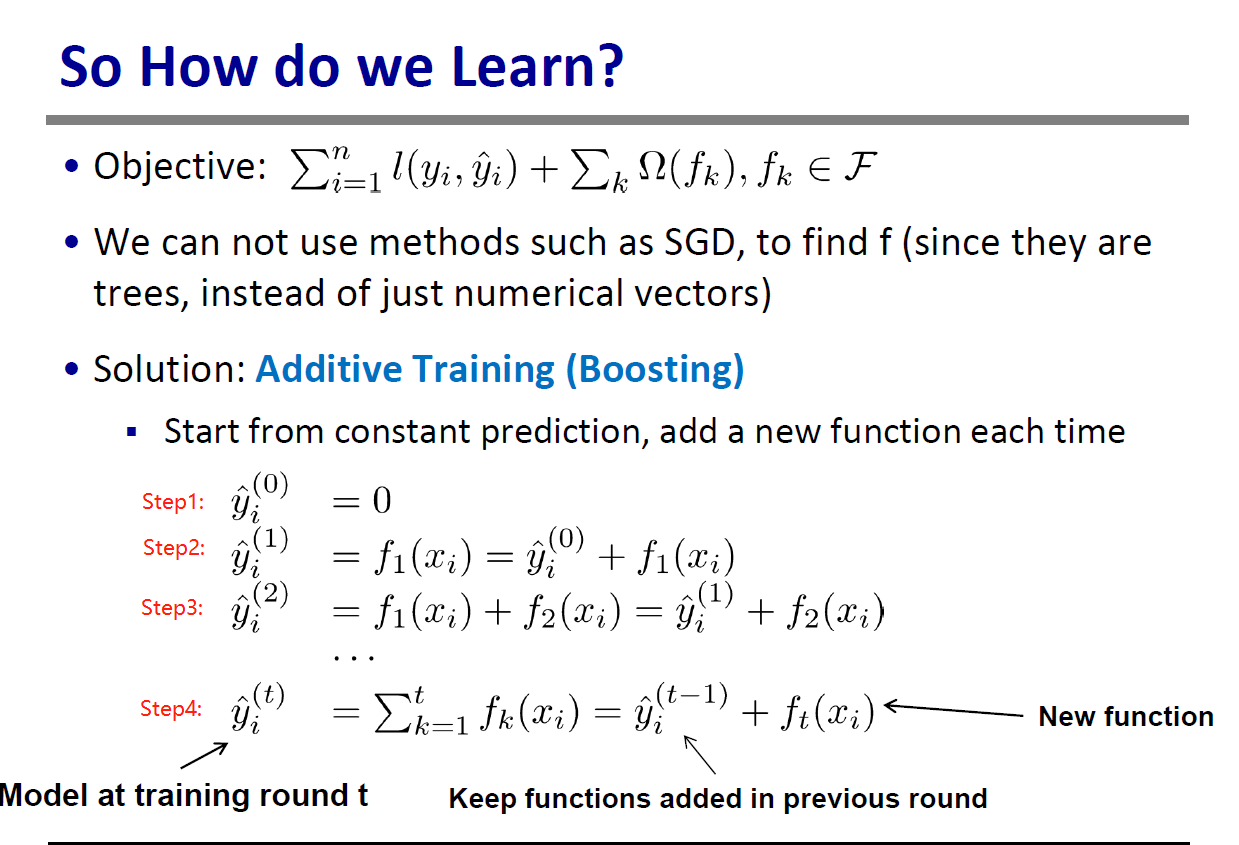 So How do we Learn?
• Objective: $\sum_{i=1}^{n} l(y_i, \hat{y}_i) + \sum_k \Omega(f_k), f_k \in \mathcal{F}$
• We can not use methods such as SGD, to find f (since they are
trees, instead of just numerical vectors)
• Solution: Additive Training (Boosting)
▪ Start from constant prediction, add a new function each time
Step1: $\hat{y}_i^{(0)} = 0$
Step2: $\hat{y}_i^{(1)} = f_1(x_i) = \hat{y}_i^{(0)} + f_1(x_i)$
Step3: $\hat{y}_i^{(2)} = f_1(x_i) + f_2(x_i) = \hat{y}_i^{(1)} + f_2(x_i)$
...
Step4: $\hat{y}_i^{(t)} = \sum_{k=1}^{t} f_k(x_i) = \hat{y}_i^{(t-1)} + f_t(x_i)$
New function
Model at training round t
Keep functions added in previous round